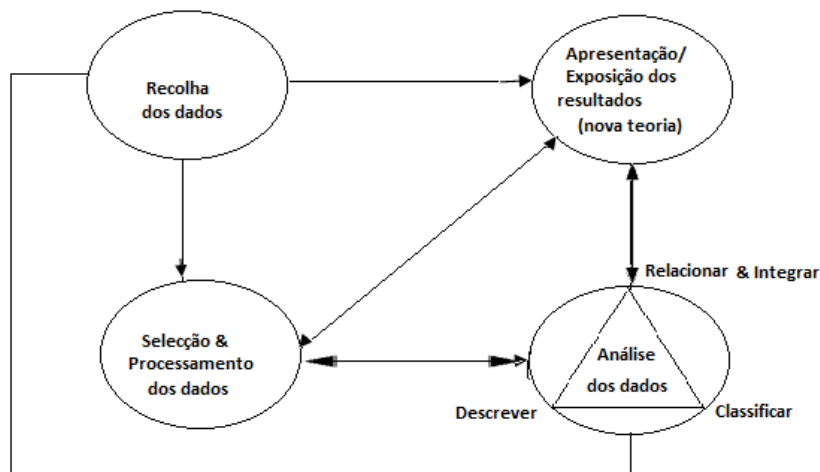 Recolha
dos dados
Apresentação/
Exposição dos
resultados
(nova teoria)
Relacionar & Integrar
Selecção &
Processamento
dos dados
Análise
dos dados
Descrever
Classificar